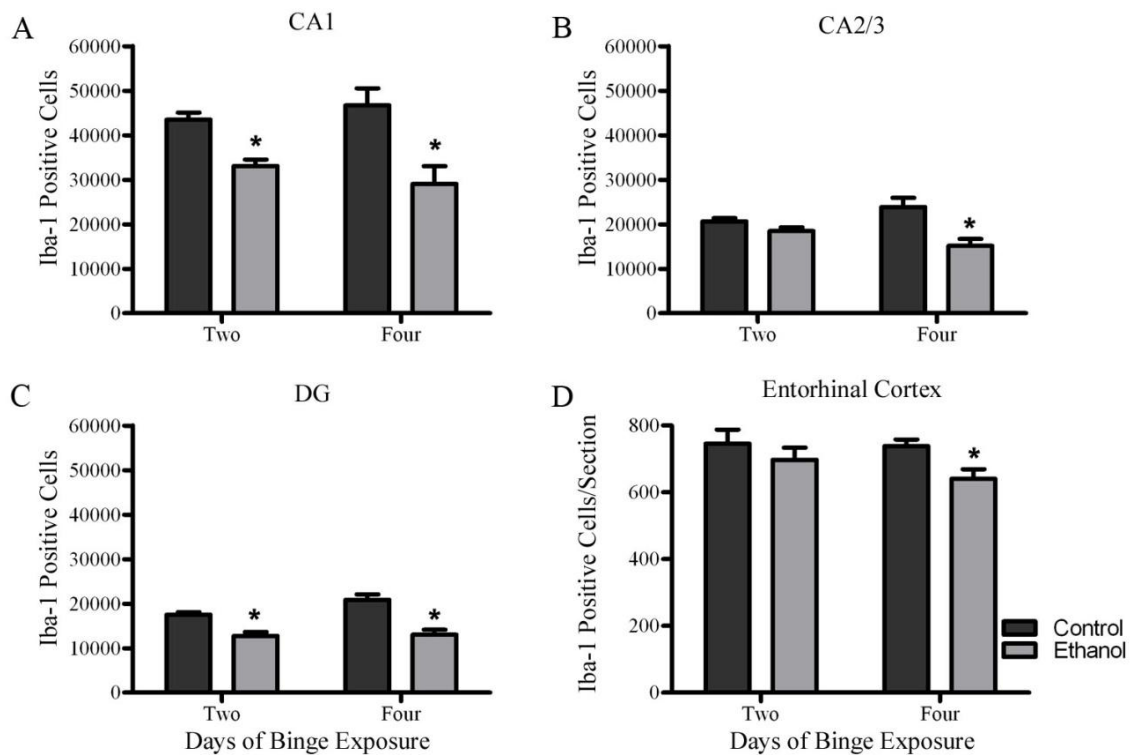 A
CA1
Iba-1 Positive Cells
60000
50000
40000
30000
20000
10000
0
*
*
Two
Four
B
CA2/3
Iba-1 Positive Cells
60000
50000
40000
30000
20000
10000
0
*
Two
Four
C
DG
Iba-1 Positive Cells
60000
50000
40000
30000
20000
10000
0
*
*
Two
Four
Days of Binge Exposure
D
Entorhinal Cortex
Iba-1 Positive Cells/Section
800
600
400
200
0
*
Two
Four
Days of Binge Exposure
Control
Ethanol